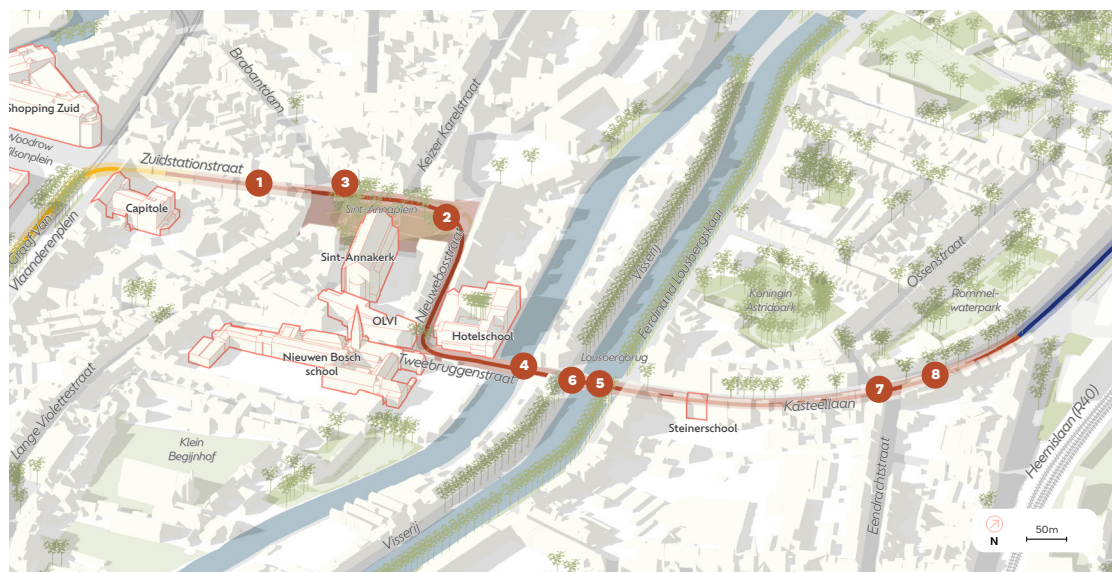 Brabantdam
Keizer Karelstraat
Shopping Zuid
Woodrow
Wilsonplein
Zuidstationstraat
1
3
2
Capitole
Sint-Annaplein
Graaf Van
Vlaanderenplein
Sint-Annakerk
Nieuwebosstraat
Visserij
Ferdinand Lousbergskaai
Ossenstraat
Koningin
Astridpark
Rommel-
waterpark
OLVI
Hotelschool
Nieuwen Bosch
school
Tweebruggenstraat
Lousbergbrug
4
6
5
7
8
Kasteellaan
Steinerschool
Lange Violettestraat
Klein
Begijnhof
Visserij
Eendrachtstraat
Heernislaan (R40)
N
50m